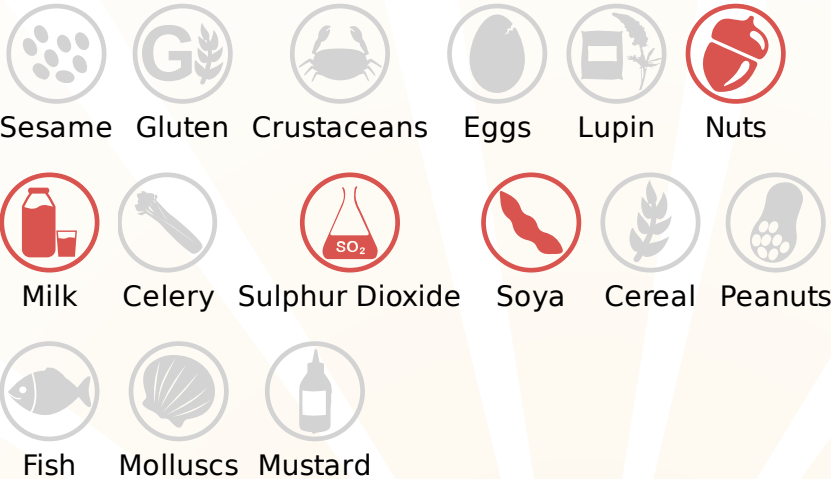 G
Sesame Gluten Crustaceans Eggs Lupin Nuts
SO₂
Milk Celery Sulphur Dioxide Soya Cereal Peanuts
Fish Molluscs Mustard